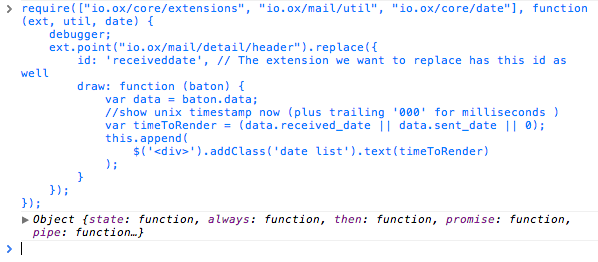 > require(["io.ox/core/extensions", "io.ox/mail/util", "io.ox/core/date"], function
(ext, util, date) {
debugger;
ext.point("io.ox/mail/detail/header").replace({
id: 'receiveddate', // The extension we want to replace has this id as
well
draw: function (baton) {
var data = baton.data;
//show unix timestamp now (plus trailing '000' for milliseconds )
var timeToRender = (data.received_date || data.sent_date || 0);
this.append(
$('<div>').addClass('date list').text(timeToRender)
);
}
});
});
▶ Object {state: function, always: function, then: function, promise: function,
pipe: function…}
>